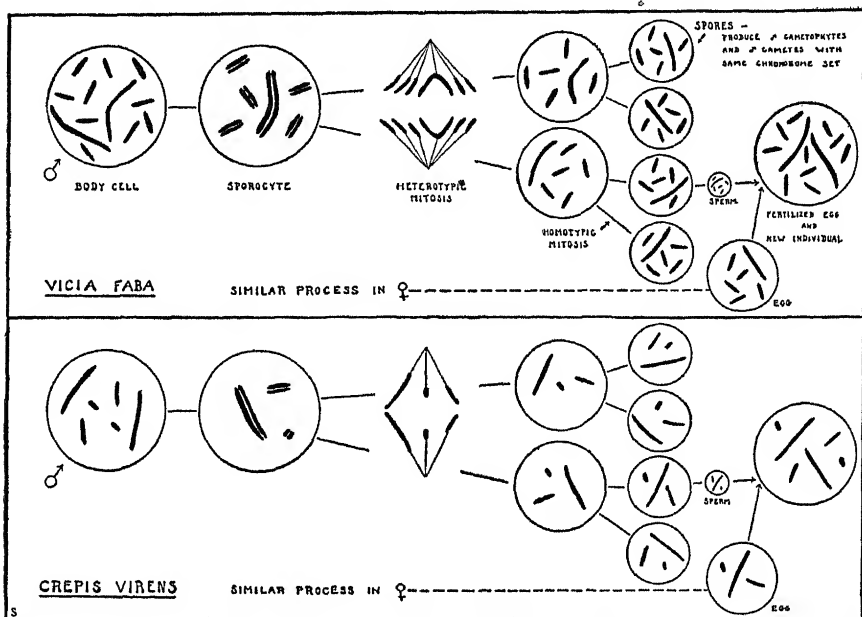 SPORES —
PRODUCE ♂ GAMETOPHYTES
AND ♂ GAMETES WITH
SAME CHROMOSOME SET
♂
BODY CELL
SPOROCYTE
HETEROTYPIC
MITOSIS
HOMOTYPIC
MITOSIS
SPERM
FERTILIZED EGG
AND
NEW INDIVIDUAL
VICIA FABA
SIMILAR PROCESS IN ♀
EGG
♂
SPERM
CREPIS VIRENS
SIMILAR PROCESS IN ♀
EGG
S